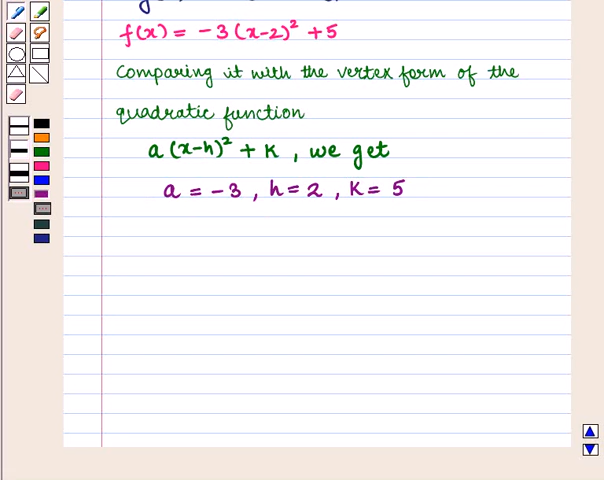 f(x) = -3(x-2)² +5
Comparing it with the vertex form of the
quadratic function
a(x-h)² + K , we get
a = -3 , h = 2 , K = 5